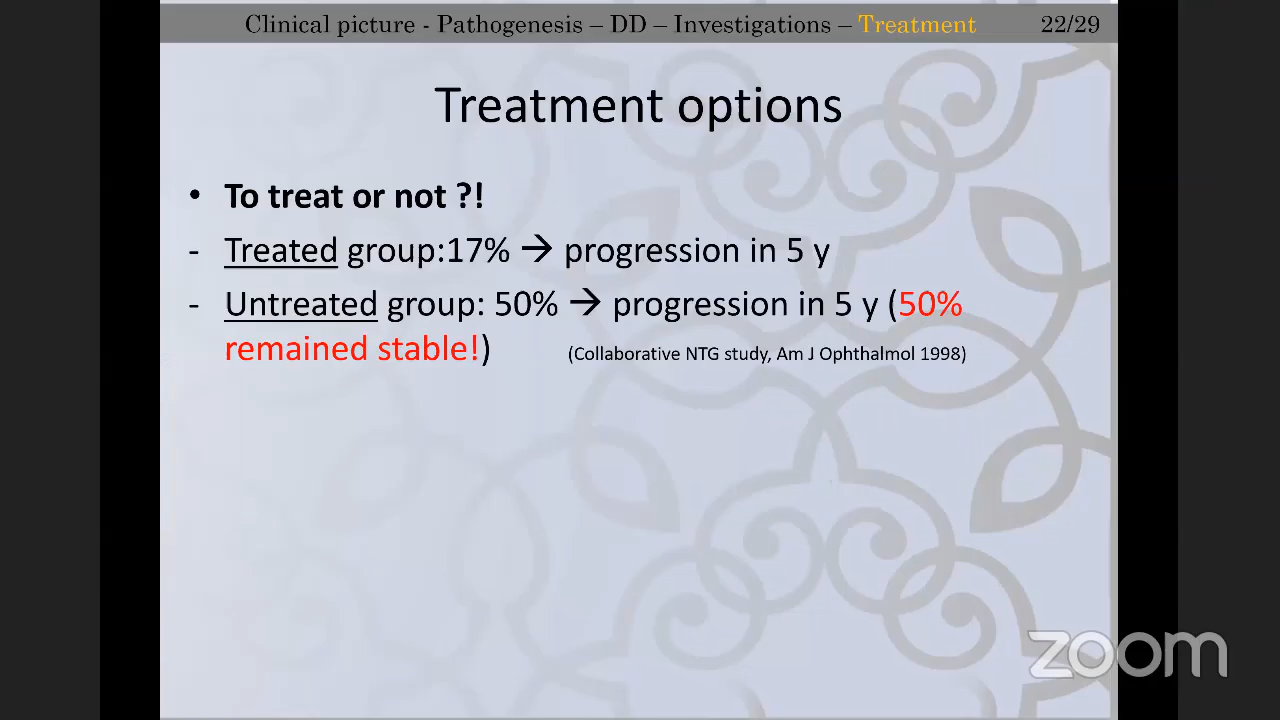 Clinical picture - Pathogenesis – DD – Investigations – Treatment 22/29
Treatment options
• To treat or not ?!
- Treated group:17% → progression in 5 y
- Untreated group: 50% → progression in 5 y (50%
remained stable!) (Collaborative NTG study, Am J Ophthalmol 1998)
zoom